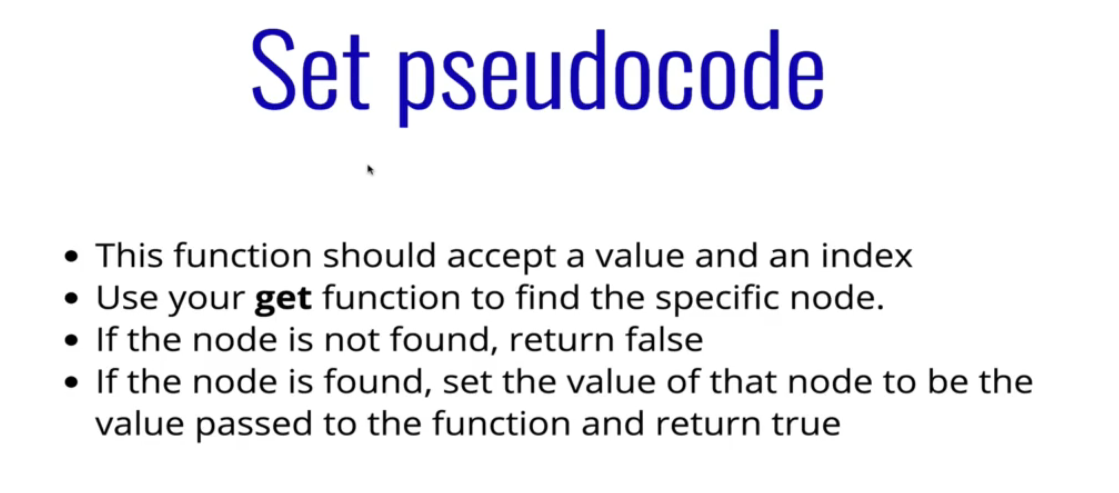 Set pseudocode
• This function should accept a value and an index
• Use your get function to find the specific node.
• If the node is not found, return false
• If the node is found, set the value of that node to be the
value passed to the function and return true